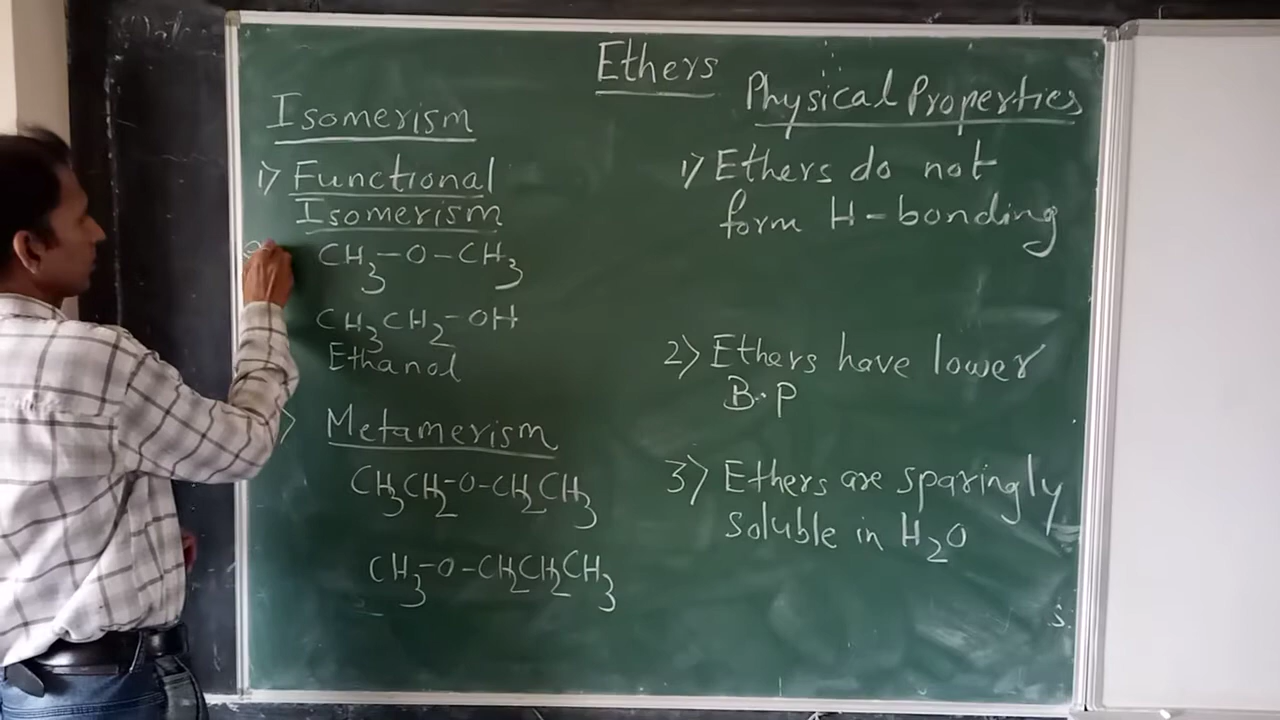 Ethers
Isomerism
1) Functional
Isomerism
CH3-O-CH3
CH3CH2-OH
Ethanol
) Metamerism
CH3CH2-O-CH2CH3
CH3-O-CH2CH2CH3
Physical Properties
1) Ethers do not
form H-bonding
2) Ethers have lower
B.P
3) Ethers are sparingly
soluble in H2O
S.